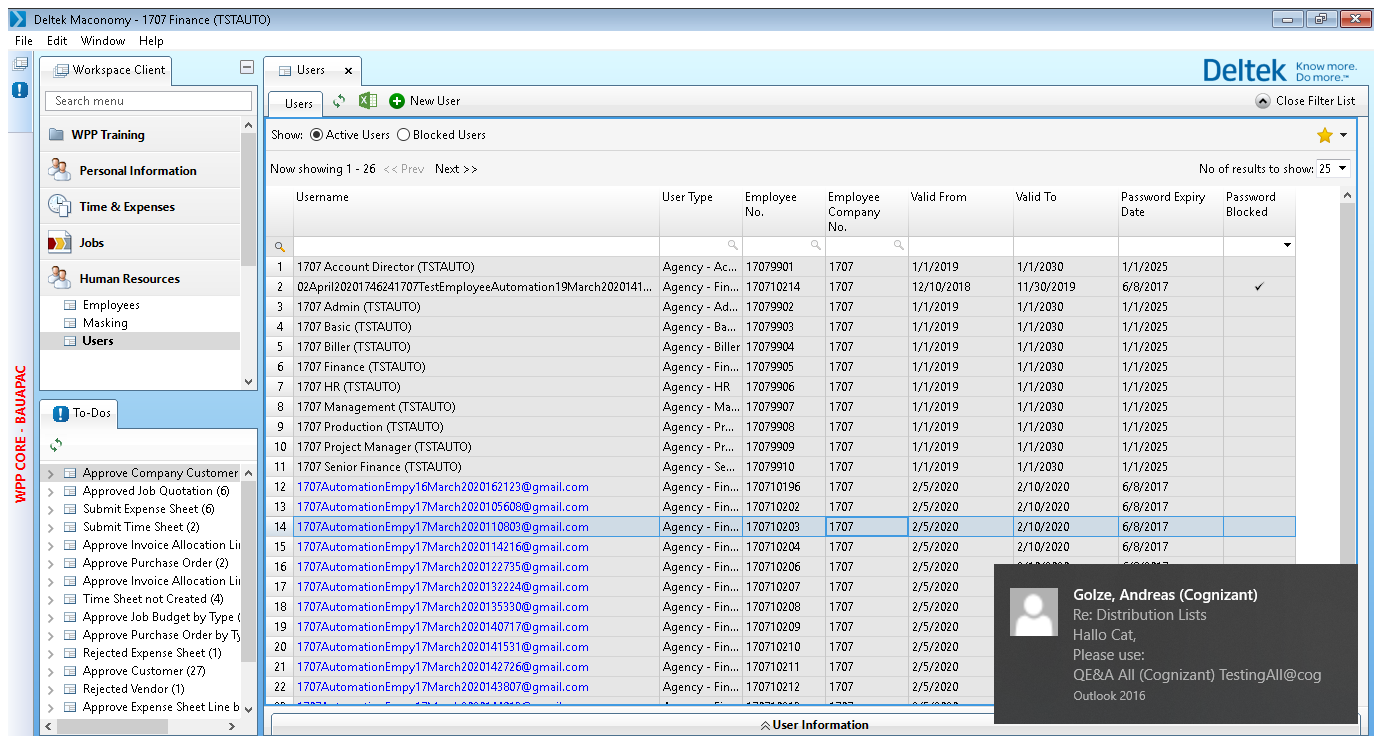 Deltek Maconomy - 1707 Finance (TSTAUTO)
File Edit Window Help
WPP CORE - BAUAPAC
Workspace Client
Search menu
WPP Training
Personal Information
Time & Expenses
Jobs
Human Resources
Employees
Masking
Users
To-Dos
Approve Company Customer
Approved Job Quotation (6)
Submit Expense Sheet (6)
Submit Time Sheet (2)
Approve Invoice Allocation Li
Approve Purchase Order (2)
Approve Invoice Allocation Li
Time Sheet not Created (4)
Approve Job Budget by Type (
Approve Purchase Order by Ty
Rejected Expense Sheet (1)
Approve Customer (27)
Rejected Vendor (1)
Approve Expense Sheet Line b
Users
Deltek Know more. Do more.™
Users New User Close Filter List
Show: Active Users Blocked Users
Now showing 1 - 26 << Prev Next >> No of results to show: 25
Username User Type Employee No. Employee Company No. Valid From Valid To Password Expiry Date Password Blocked
1 1707 Account Director (TSTAUTO) Agency - Ac... 17079901 1707 1/1/2019 1/1/2030 1/1/2025
2 02April20201746241707TestEmployeeAutomation19March2020141... Agency - Fin... 170710214 1707 12/10/2018 11/30/2019 6/8/2017 ✓
3 1707 Admin (TSTAUTO) Agency - Ad... 17079902 1707 1/1/2019 1/1/2030 1/1/2025
4 1707 Basic (TSTAUTO) Agency - Ba... 17079903 1707 1/1/2019 1/1/2030 1/1/2025
5 1707 Biller (TSTAUTO) Agency - Biller 17079904 1707 1/1/2019 1/1/2030 1/1/2025
6 1707 Finance (TSTAUTO) Agency - Fin... 17079905 1707 1/1/2019 1/1/2030 1/1/2025
7 1707 HR (TSTAUTO) Agency - HR 17079906 1707 1/1/2019 1/1/2030 1/1/2025
8 1707 Management (TSTAUTO) Agency - Ma... 17079907 1707 1/1/2019 1/1/2030 1/1/2025
9 1707 Production (TSTAUTO) Agency - Pr... 17079908 1707 1/1/2019 1/1/2030 1/1/2025
10 1707 Project Manager (TSTAUTO) Agency - Pr... 17079909 1707 1/1/2019 1/1/2030 1/1/2025
11 1707 Senior Finance (TSTAUTO) Agency - Se... 17079910 1707 1/1/2019 1/1/2030 1/1/2025
12 1707AutomationEmpy16March2020162123@gmail.com Agency - Fin... 170710196 1707 2/5/2020 2/10/2020 6/8/2017
13 1707AutomationEmpy17March2020105608@gmail.com Agency - Fin... 170710202 1707 2/5/2020 2/10/2020 6/8/2017
14 1707AutomationEmpy17March2020110803@gmail.com Agency - Fin... 170710203 1707 2/5/2020 2/10/2020 6/8/2017
15 1707AutomationEmpy17March2020114216@gmail.com Agency - Fin... 170710204 1707 2/5/2020 2/10/2020 6/8/2017
16 1707AutomationEmpy17March2020122735@gmail.com Agency - Fin... 170710206 1707 2/5/2020
17 1707AutomationEmpy17March2020132224@gmail.com Agency - Fin... 170710207 1707 2/5/2020
18 1707AutomationEmpy17March2020135330@gmail.com Agency - Fin... 170710208 1707 2/5/2020
19 1707AutomationEmpy17March2020140717@gmail.com Agency - Fin... 170710209 1707 2/5/2020
20 1707AutomationEmpy17March2020141531@gmail.com Agency - Fin... 170710210 1707 2/5/2020
21 1707AutomationEmpy17March2020142726@gmail.com Agency - Fin... 170710211 1707 2/5/2020
22 1707AutomationEmpy17March2020143807@gmail.com Agency - Fin... 170710212 1707 2/5/2020
User Information
Golze, Andreas (Cognizant)
Re: Distribution Lists
Hallo Cat,
Please use:
QE&A All (Cognizant) TestingAll@cog
Outlook 2016